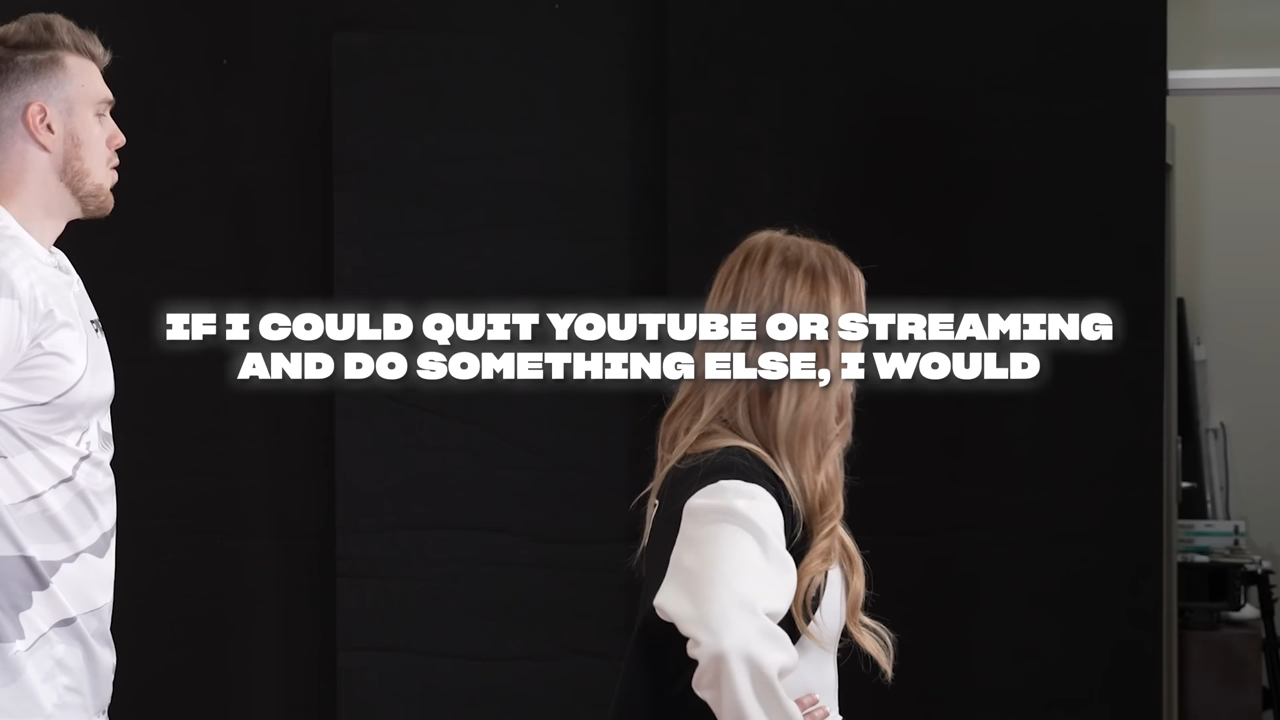 IF I COULD QUIT YOUTUBE OR STREAMING
AND DO SOMETHING ELSE, I WOULD